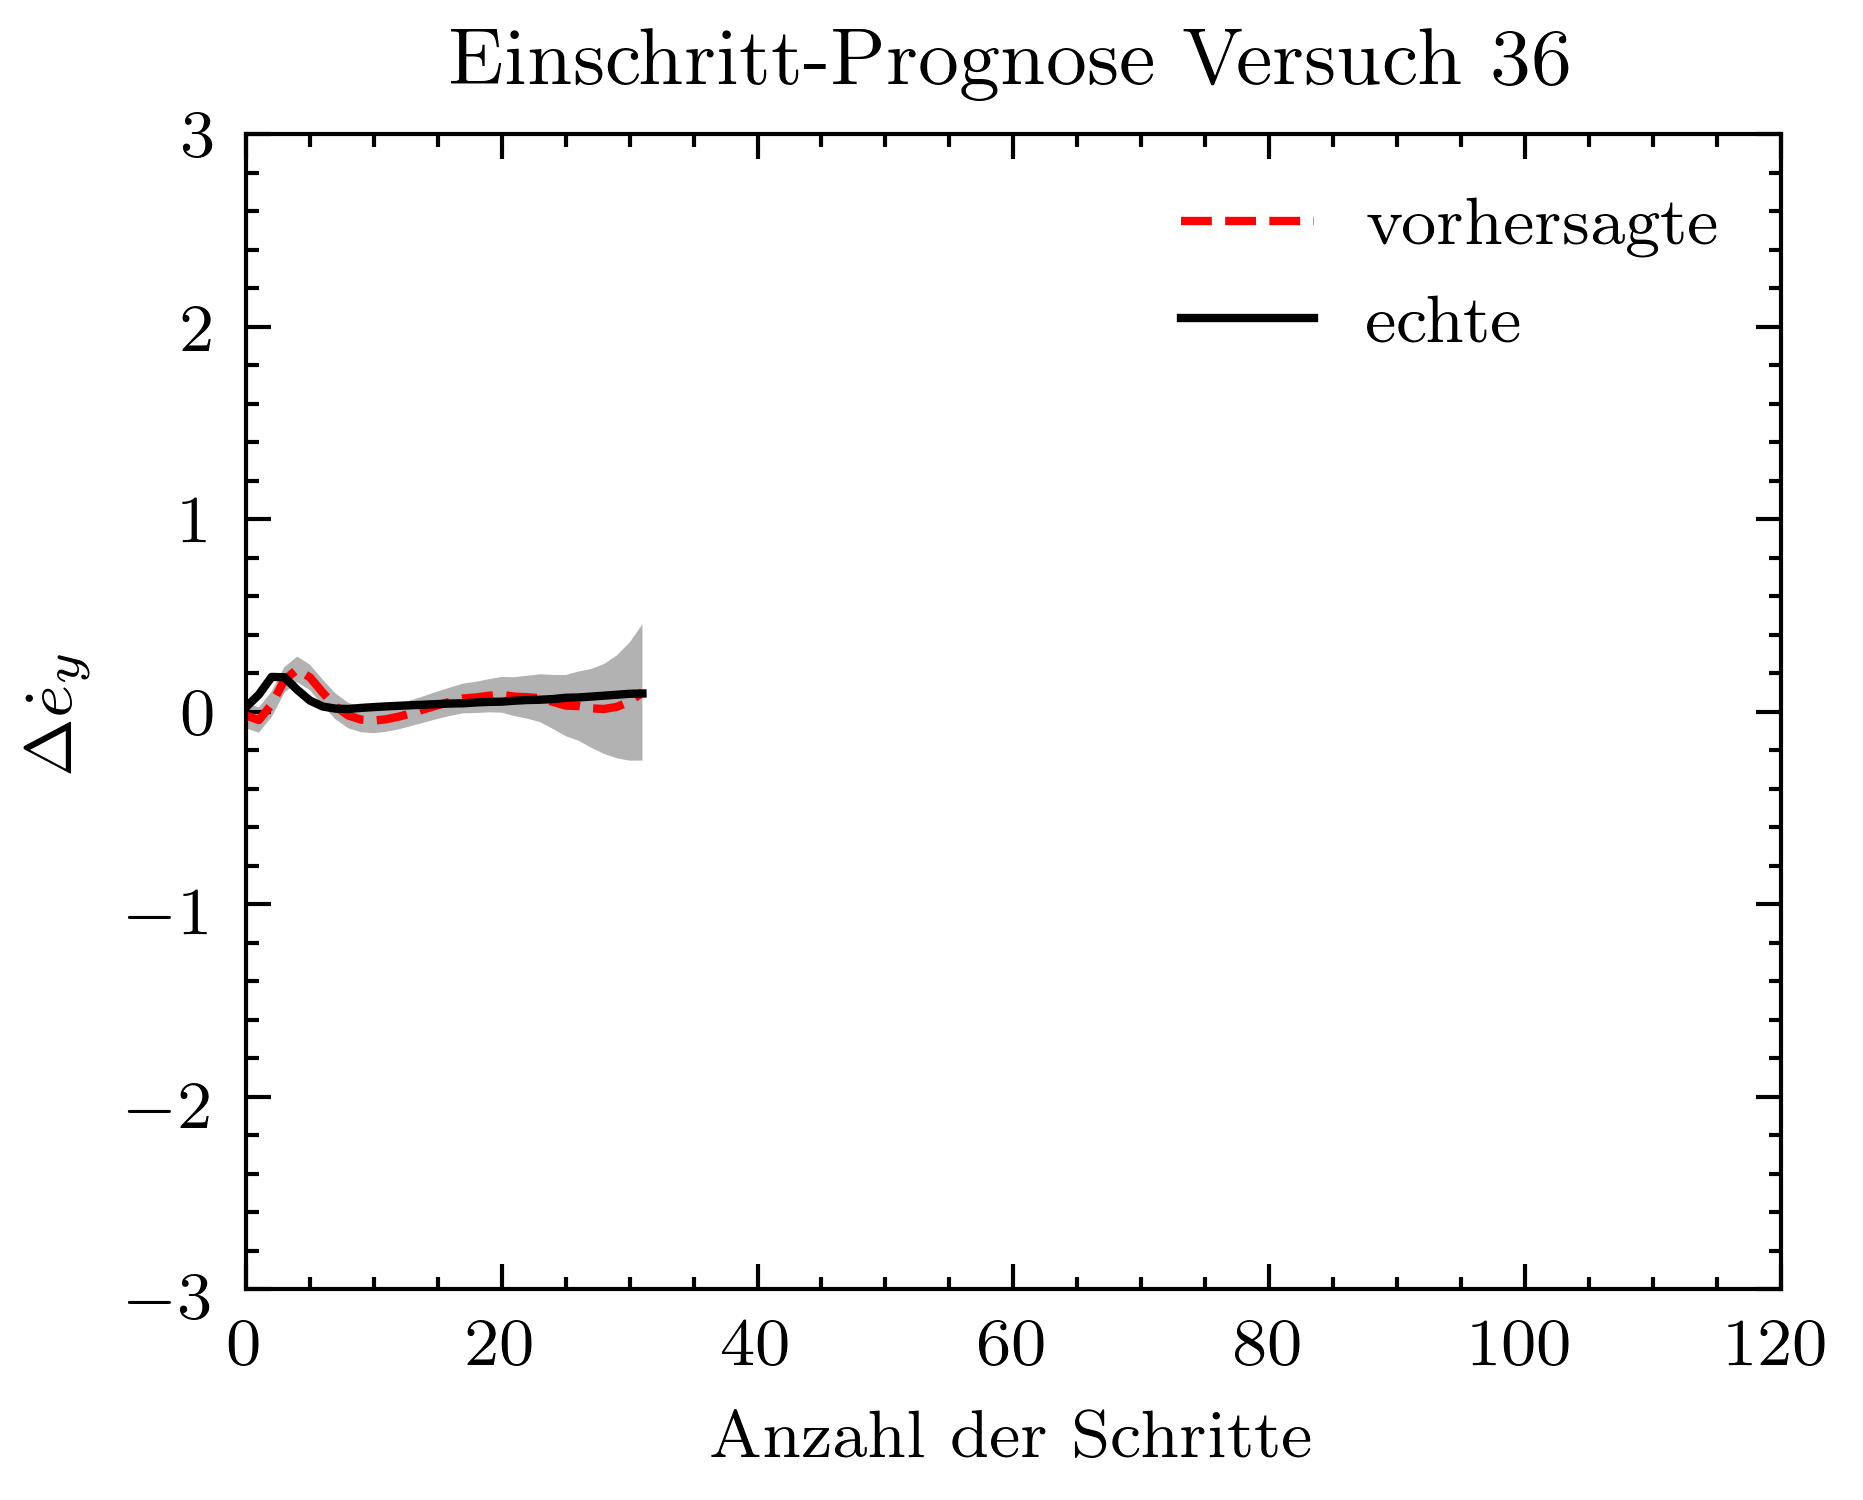 Einschritt-Prognose Versuch 36
3
2
1
0
−1
−2
−3
Δė_y
vorhersagte
echte
0 20 40 60 80 100 120
Anzahl der Schritte